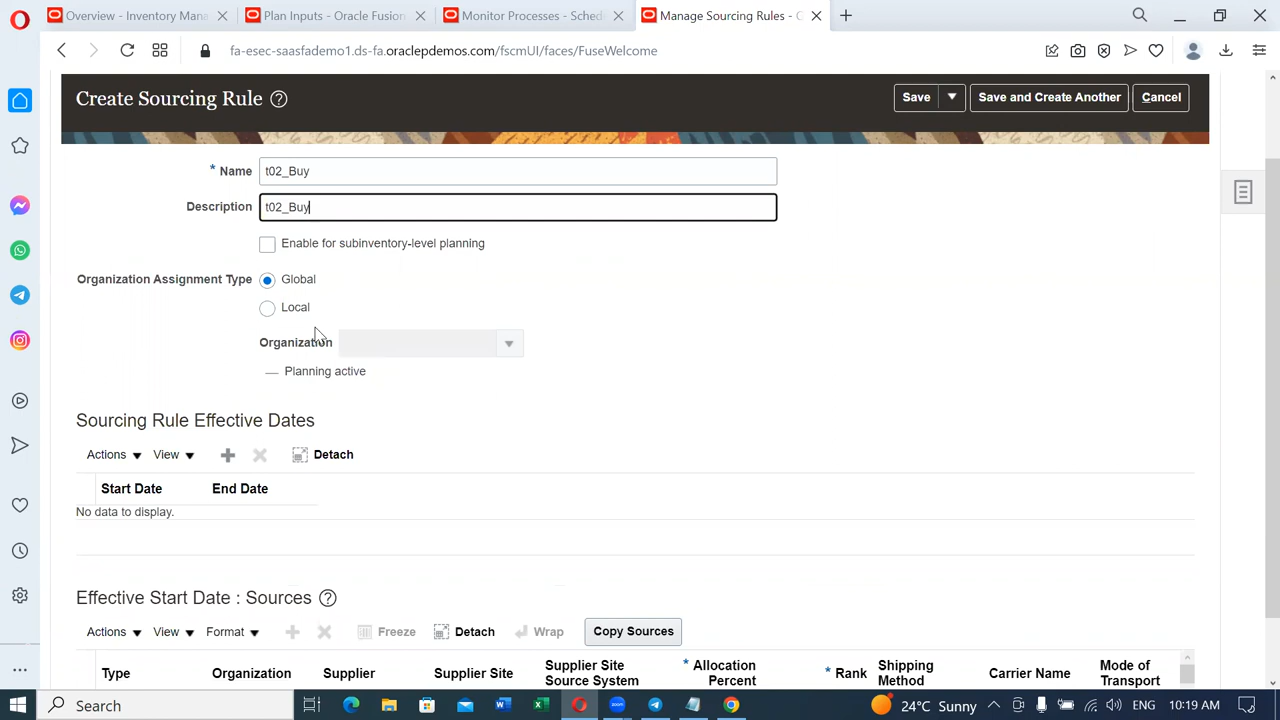 Overview - Inventory Mana
Plan Inputs - Oracle Fusion
Monitor Processes - Sched
Manage Sourcing Rules - O
fa-esec-saasfademo1.ds-fa.oraclepdemos.com/fscmUI/faces/FuseWelcome
Create Sourcing Rule
Save
Save and Create Another
Cancel
* Name t02_Buy
Description t02_Buy
Enable for subinventory-level planning
Organization Assignment Type Global
Local
Organization
Planning active
Sourcing Rule Effective Dates
Actions View Detach
Start Date End Date
No data to display.
Effective Start Date : Sources
Actions View Format Freeze Detach Wrap Copy Sources
Type Organization Supplier Supplier Site Supplier Site Source System * Allocation Percent * Rank Shipping Method Carrier Name Mode of Transport
Search
24°C Sunny
ENG
10:19 AM